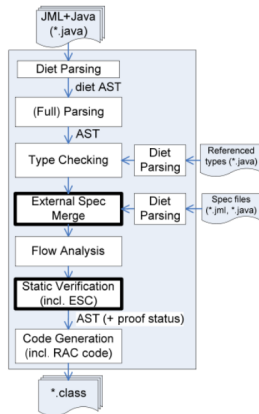 JML+Java
(*.java)
Diet Parsing
diet AST
(Full) Parsing
AST
Type Checking
Diet
Parsing
Referenced
types (*.java)
External Spec
Merge
Diet
Parsing
Spec files
(*.jml, *.java)
Flow Analysis
Static Verification
(incl. ESC)
AST (+ proof status)
Code Generation
(incl. RAC code)
*.class